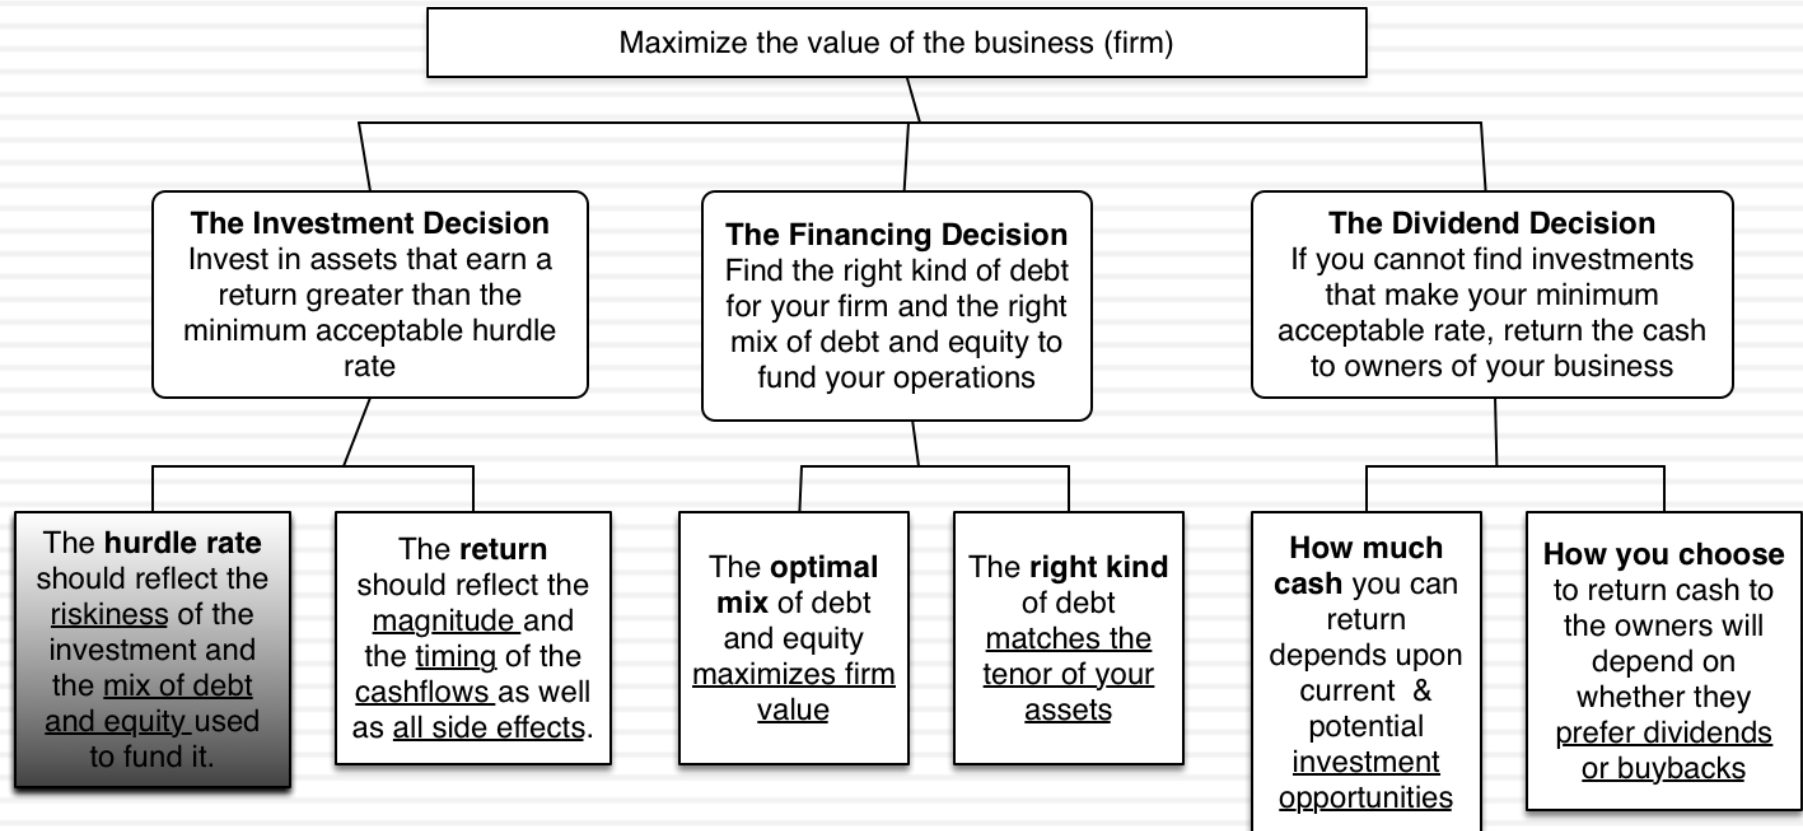 Maximize the value of the business (firm)
The Investment Decision
Invest in assets that earn a
return greater than the
minimum acceptable hurdle
rate
The Financing Decision
Find the right kind of debt
for your firm and the right
mix of debt and equity to
fund your operations
The Dividend Decision
If you cannot find investments
that make your minimum
acceptable rate, return the cash
to owners of your business
The hurdle rate
should reflect the
riskiness of the
investment and
the mix of debt
and equity used
to fund it.
The return
should reflect the
magnitude and
the timing of the
cashflows as well
as all side effects.
The optimal
mix of debt
and equity
maximizes firm
value
The right kind
of debt
matches the
tenor of your
assets
How much
cash you can
return
depends upon
current &
potential
investment
opportunities
How you choose
to return cash to
the owners will
depend on
whether they
prefer dividends
or buybacks